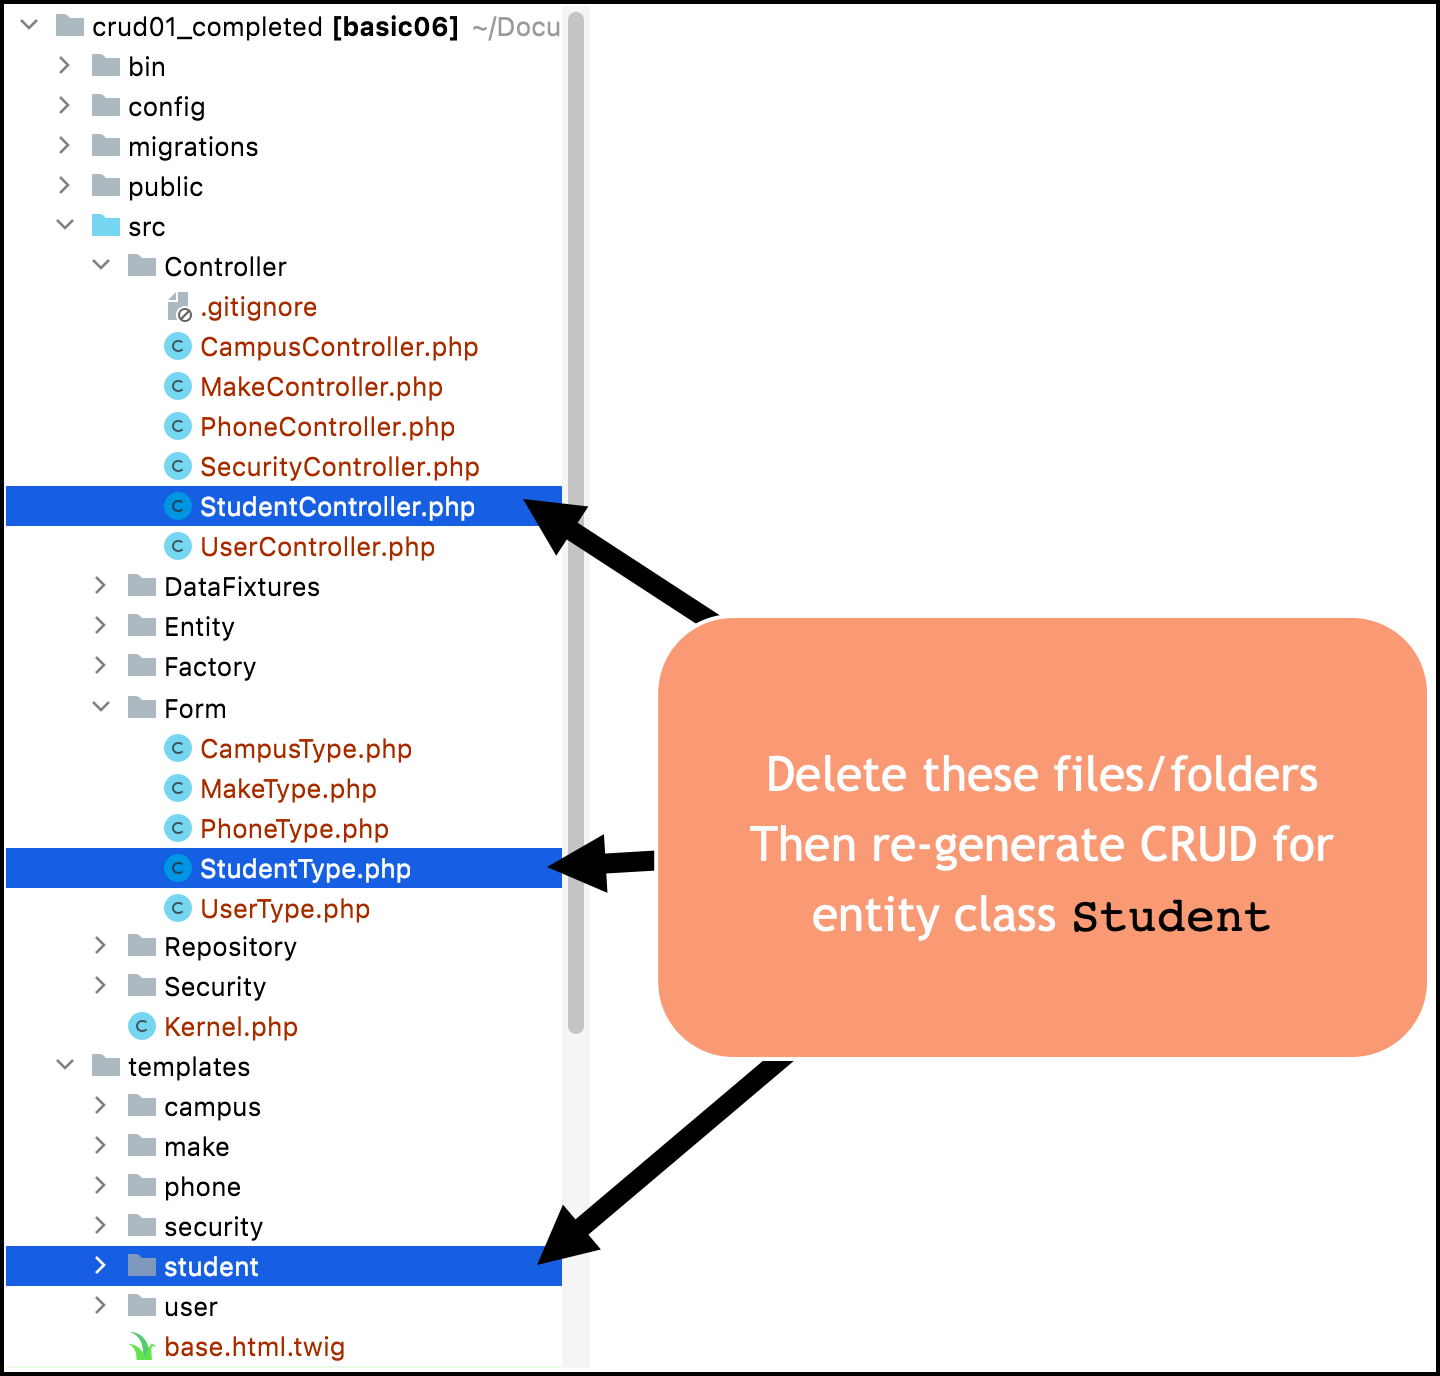 crud01_completed [basic06] ~/Docu
bin
config
migrations
public
src
Controller
.gitignore
CampusController.php
MakeController.php
PhoneController.php
SecurityController.php
StudentController.php
UserController.php
DataFixtures
Entity
Factory
Form
CampusType.php
MakeType.php
PhoneType.php
StudentType.php
UserType.php
Repository
Security
Kernel.php
templates
campus
make
phone
security
student
user
base.html.twig
Delete these files/folders
Then re-generate CRUD for
entity class Student